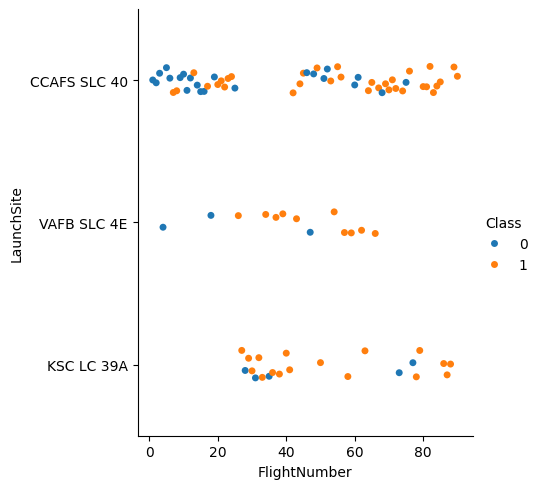 CCAFS SLC 40
VAFB SLC 4E
KSC LC 39A
LaunchSite
0
20
40
60
80
FlightNumber
Class
0
1